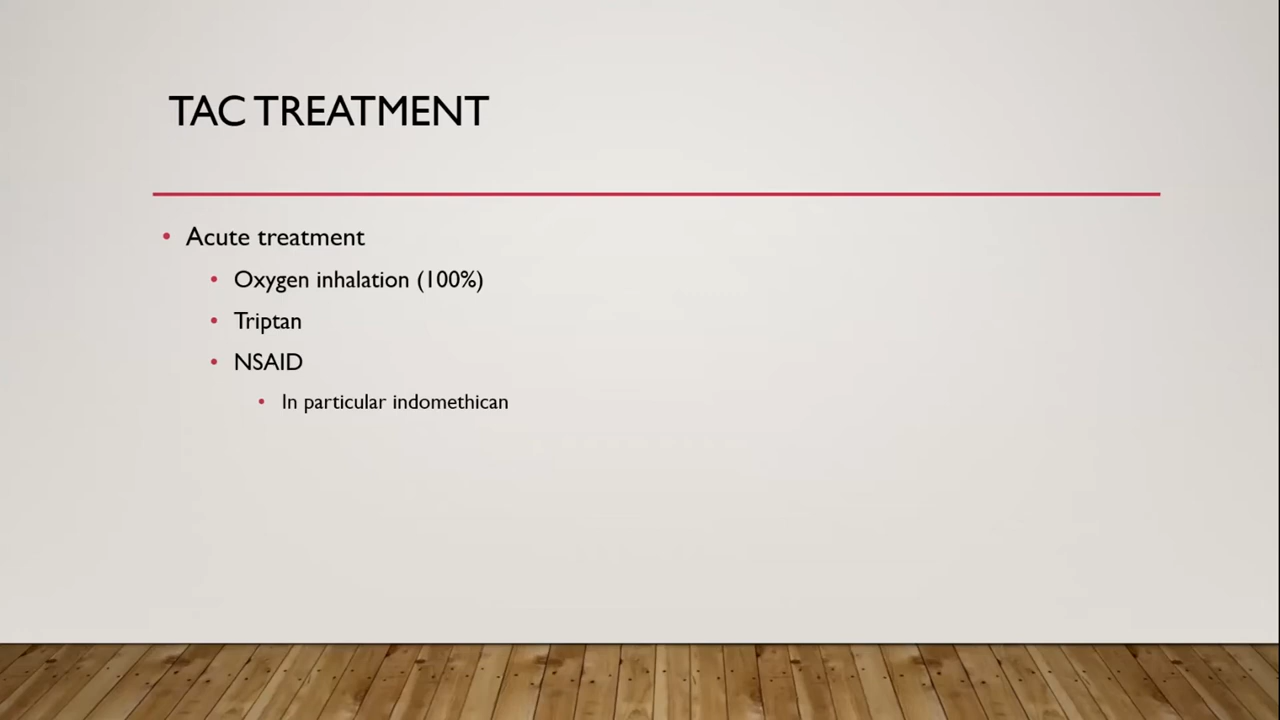 TAC TREATMENT
• Acute treatment
• Oxygen inhalation (100%)
• Triptan
• NSAID
• In particular indomethican